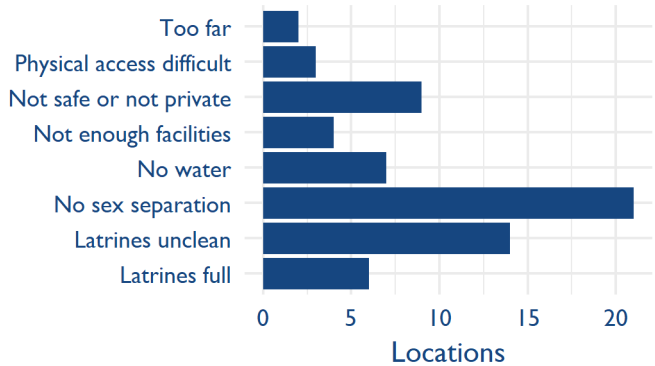 Too far
Physical access difficult
Not safe or not private
Not enough facilities
No water
No sex separation
Latrines unclean
Latrines full
0 5 10 15 20
Locations